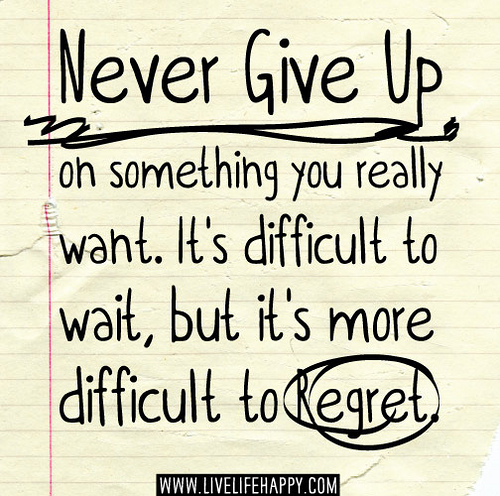 Never Give Up
on something you really
want. It's difficult to
wait, but it's more
difficult to Regret.
WWW.LIVELIFEHAPPY.COM